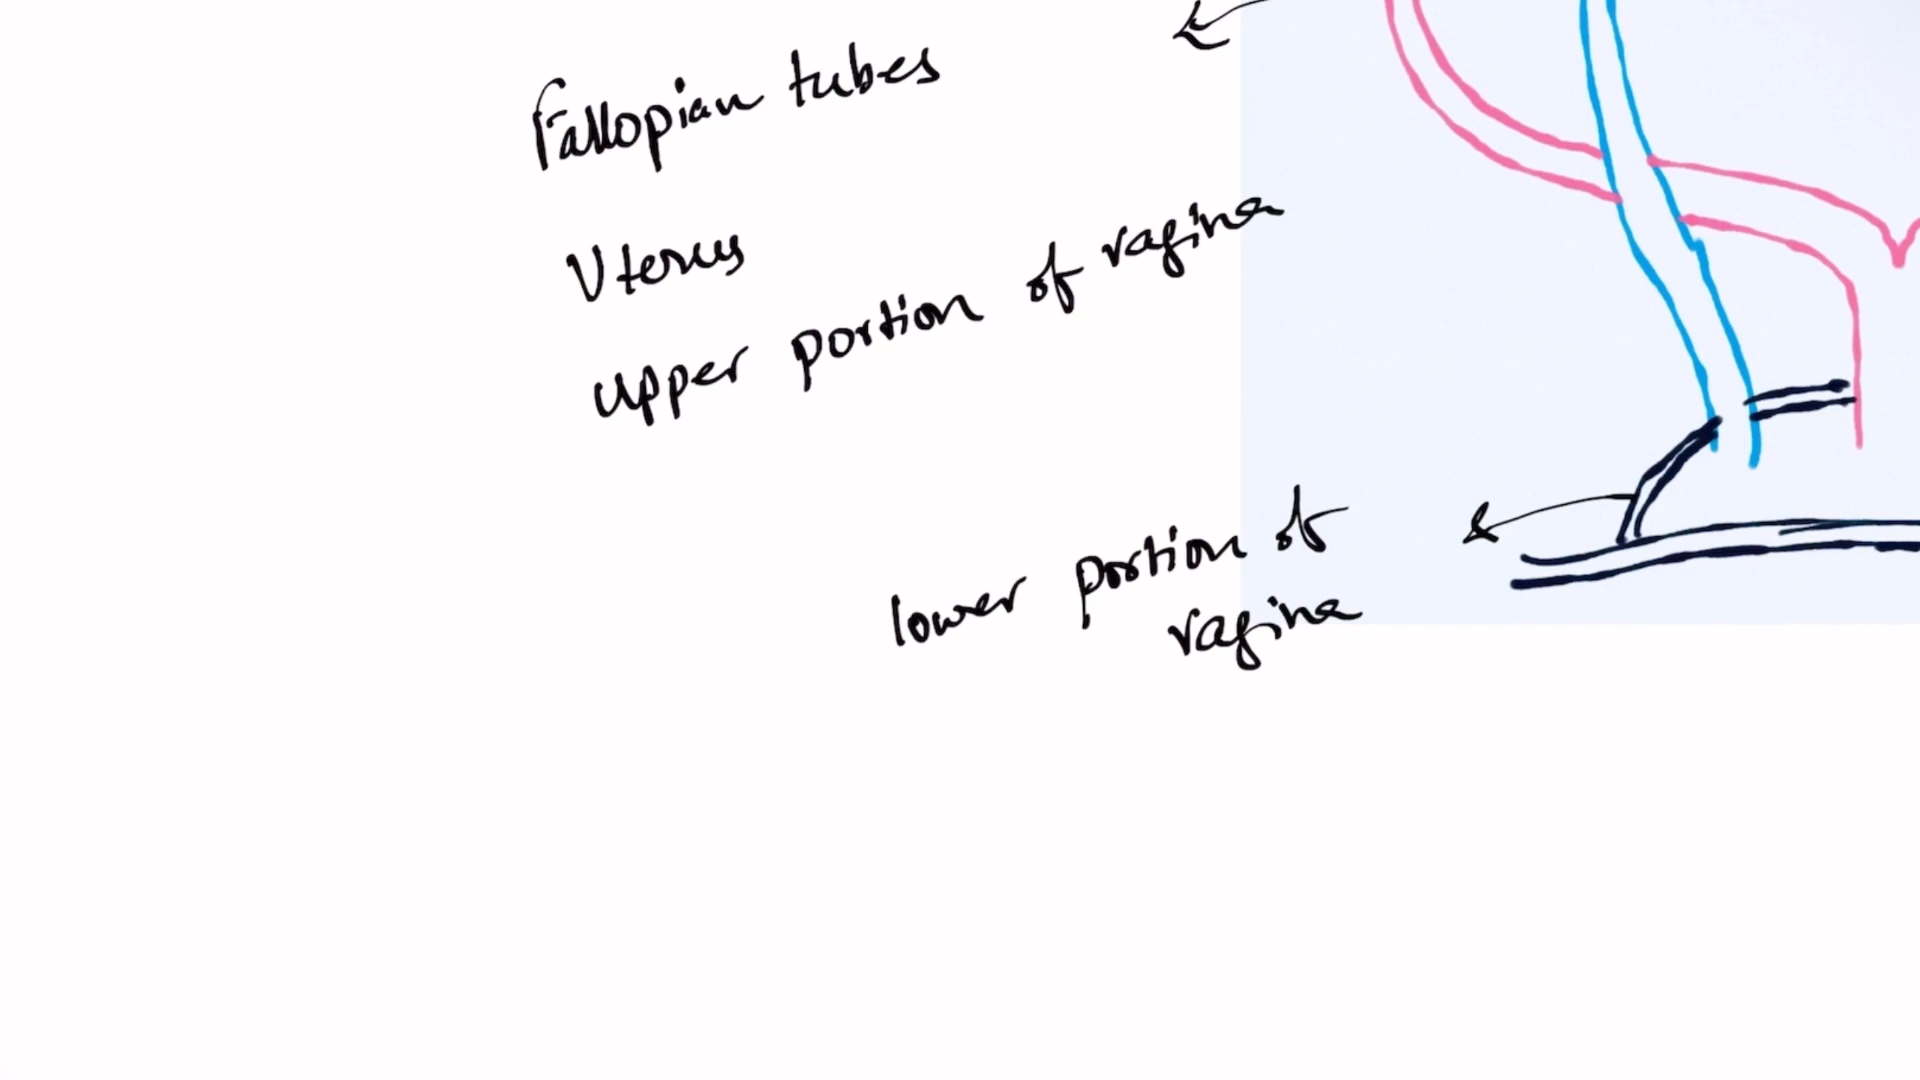 Fallopian tubes
Uterus
upper portion of vagina
lower portion of
vagina